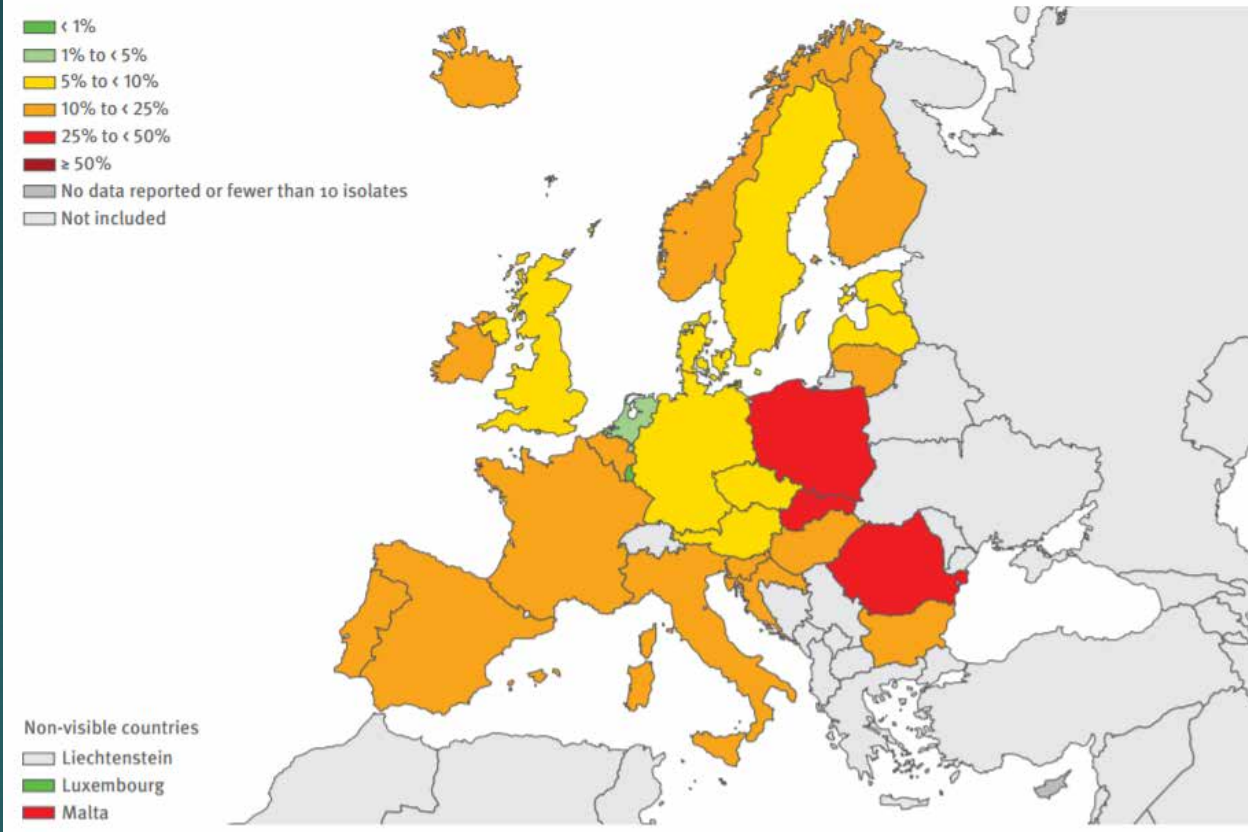 < 1%
1% to < 5%
5% to < 10%
10% to < 25%
25% to < 50%
≥ 50%
No data reported or fewer than 10 isolates
Not included
Non-visible countries
Liechtenstein
Luxembourg
Malta